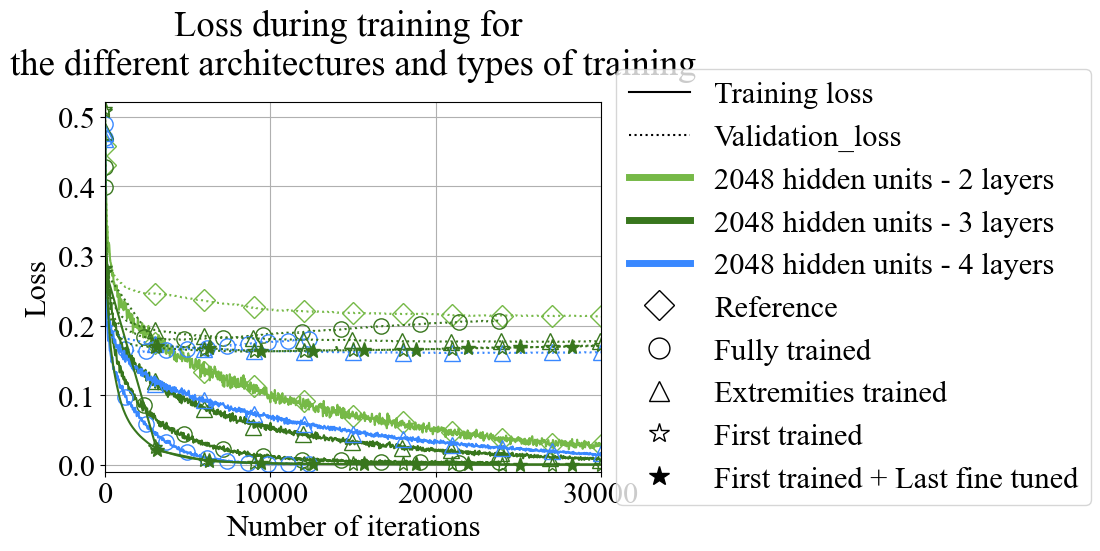 Loss during training for
the different architectures and types of training
0.5
0.4
0.3
0.2
0.1
0.0
Loss
0
10000
20000
30000
Number of iterations
Training loss
Validation_loss
2048 hidden units - 2 layers
2048 hidden units - 3 layers
2048 hidden units - 4 layers
Reference
Fully trained
Extremities trained
First trained
First trained + Last fine tuned